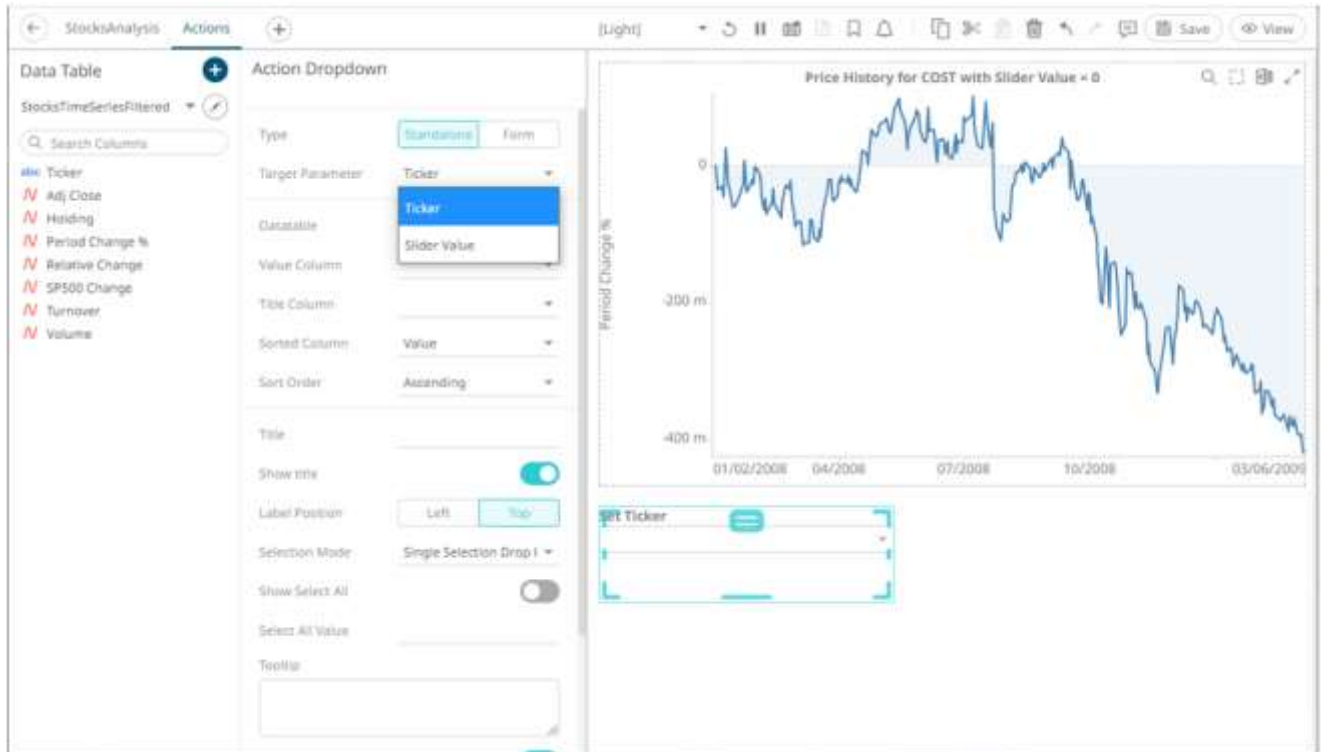 StocksAnalysis Actions [Light] Save View
Data Table
StocksTimeSeriesFiltered
Search Columns
abc Ticker
Adj Close
Holding
Period Change %
Relative Change
SP500 Change
Turnover
Volume
Action Dropdown
Type Standalone Form
Target Parameter Ticker
Ticker
Slider Value
Datatable
Value Column
Title Column
Sorted Column Value
Sort Order Ascending
Title
Show title
Label Position Left Top
Selection Mode Single Selection Drop
Show Select All
Select All Value
Tooltip
Price History for COST with Slider Value = 0
Period Change %
0
-200 m
-400 m
01/02/2008 04/2008 07/2008 10/2008 03/06/2009
Set Ticker